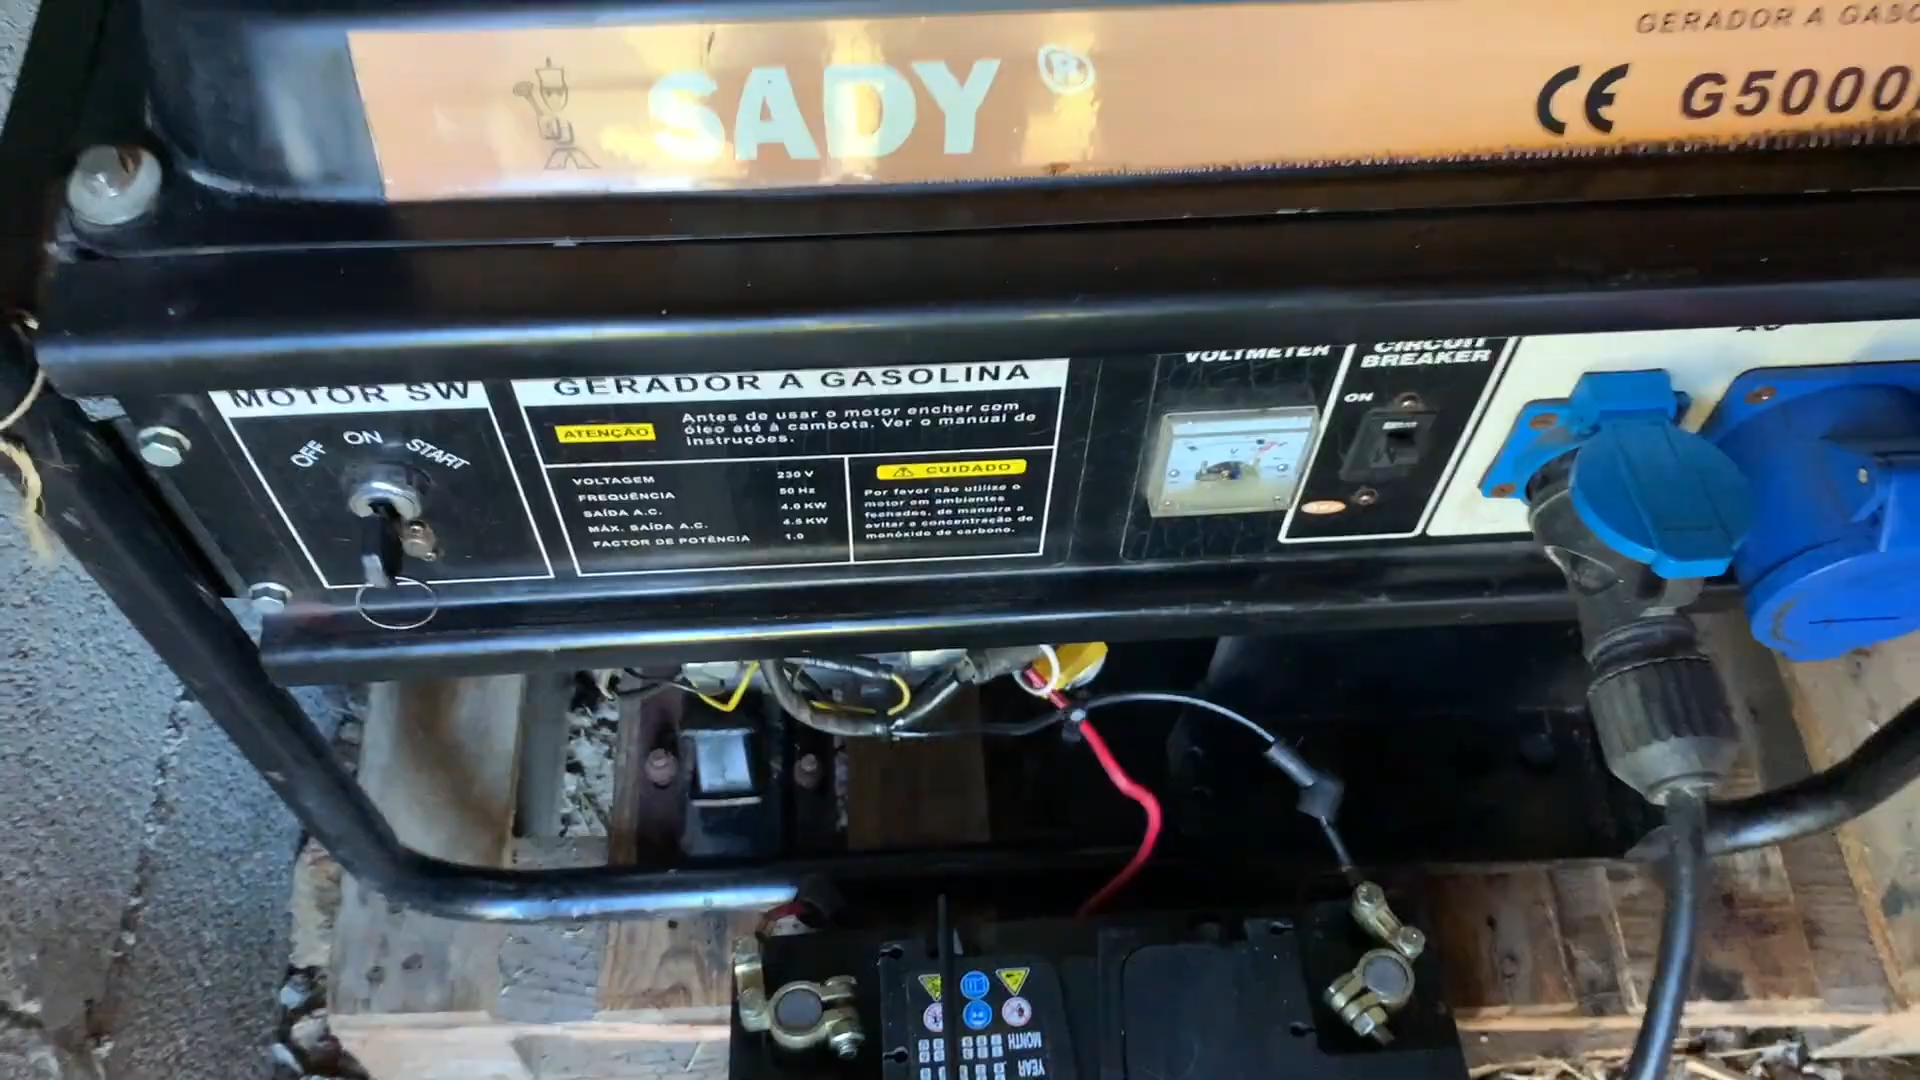 GERADOR A GASO
SADY ®
CE G5000
MOTOR SW
OFF ON START
GERADOR A GASOLINA
ATENÇÃO
Antes de usar o motor encher com
óleo até à cambota. Ver o manual de
instruções.
VOLTAGEM 230 V
FREQUÊNCIA 50 Hz
SAÍDA A.C. 4.0 KW
MÁX. SAÍDA A.C. 4.5 KW
FACTOR DE POTÊNCIA 1.0
CUIDADO
Por favor não utilize o
motor em ambientes
fechados, de maneira a
evitar a concentração de
monóxido de carbono.
VOLTMETER
V
CIRCUIT
BREAKER
ON
MONTH
YEAR